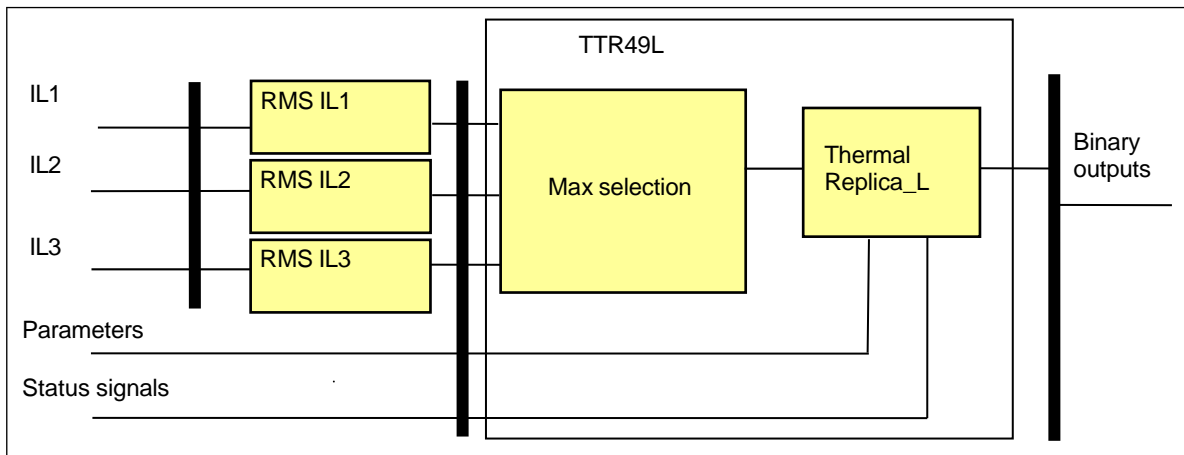 TTR49L
IL1
RMS IL1
IL2
RMS IL2
IL3
RMS IL3
Max selection
Thermal
Replica_L
Binary
outputs
Parameters
Status signals